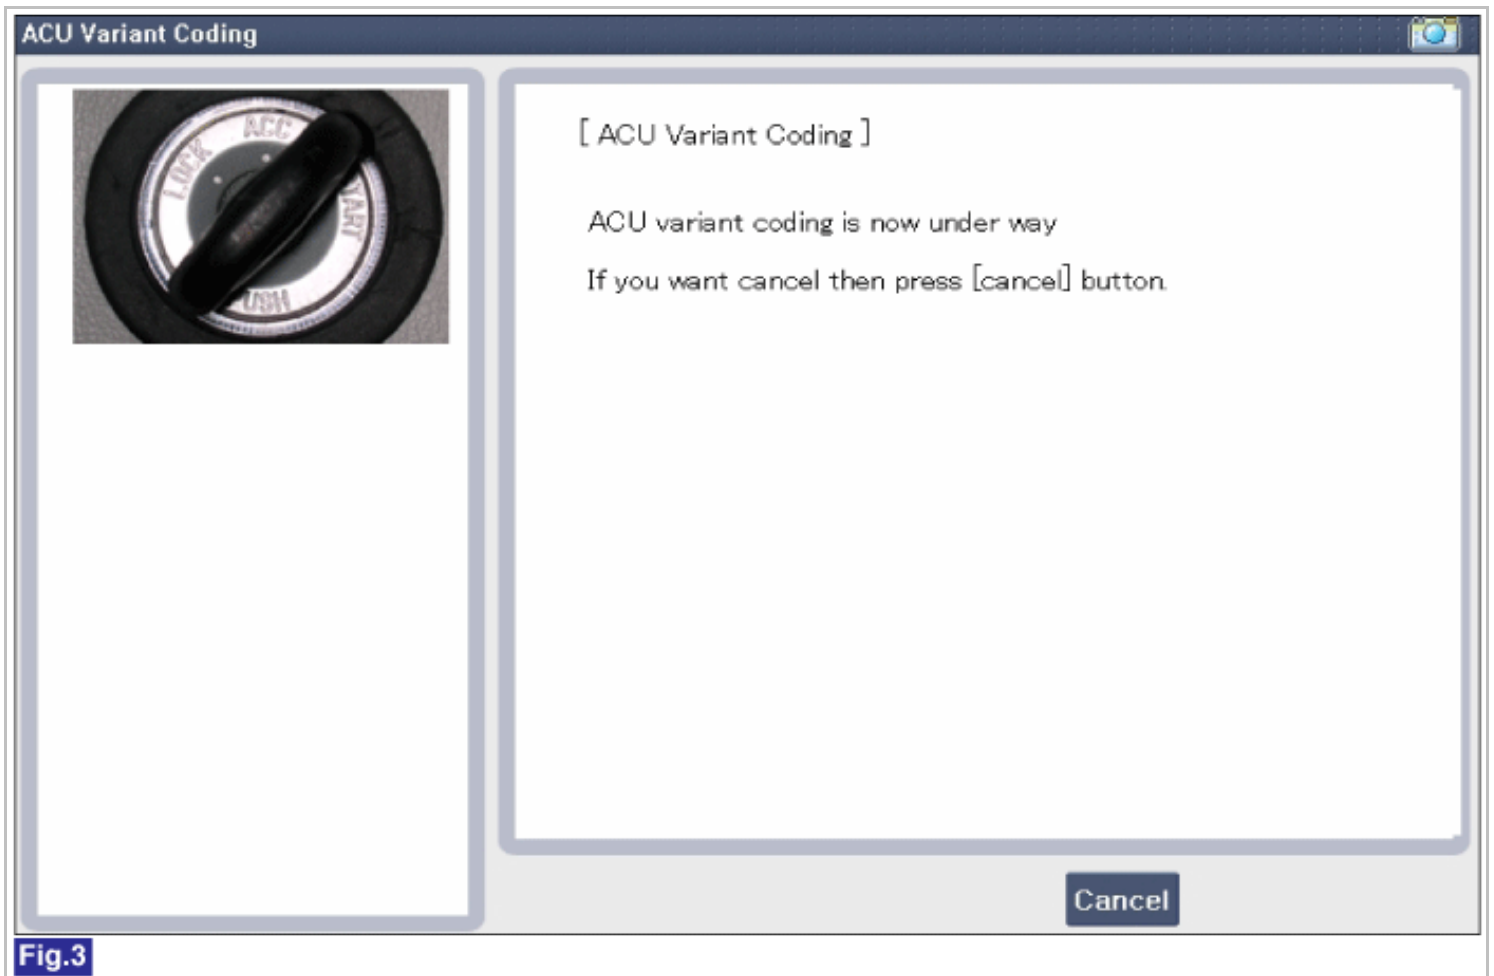 ACU Variant Coding
ACC
LOCK
START
PUSH
[ ACU Variant Coding ]
ACU variant coding is now under way
If you want cancel then press [cancel] button.
Cancel
Fig.3